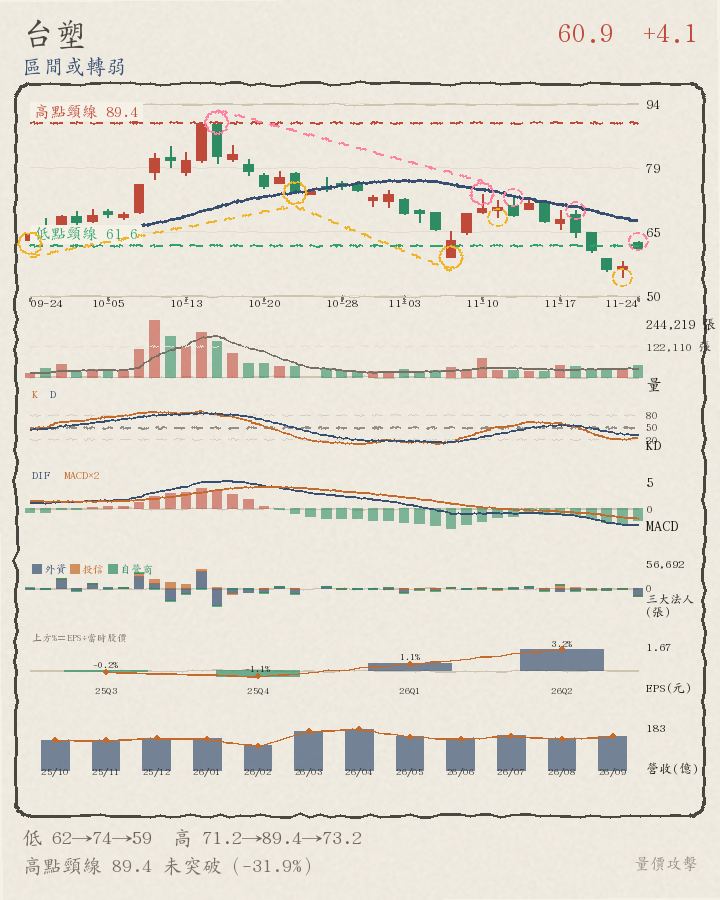 台塑
60.9 +4.1
區間或轉弱
高點頸線 89.4
低點頸線 61.6
94
79
65
50
09-24 10-05 10-13 10-20 10-28 11-03 11-10 11-17 11-24
244,219 張
122,110 張
量
K D
80
50
20
KD
DIF MACD×2
5
0
MACD
外資 投信 自營商
56,692
0
三大法人
(張)
上方%=EPS÷當時股價
-0.2% -1.1% 1.1% 3.2%
1.67
25Q3 25Q4 26Q1 26Q2
EPS(元)
183
25/10 25/11 25/12 26/01 26/02 26/03 26/04 26/05 26/06 26/07 26/08 26/09
營收(億)
低 62→74→59 高 71.2→89.4→73.2
高點頸線 89.4 未突破 (-31.9%)
量價攻擊